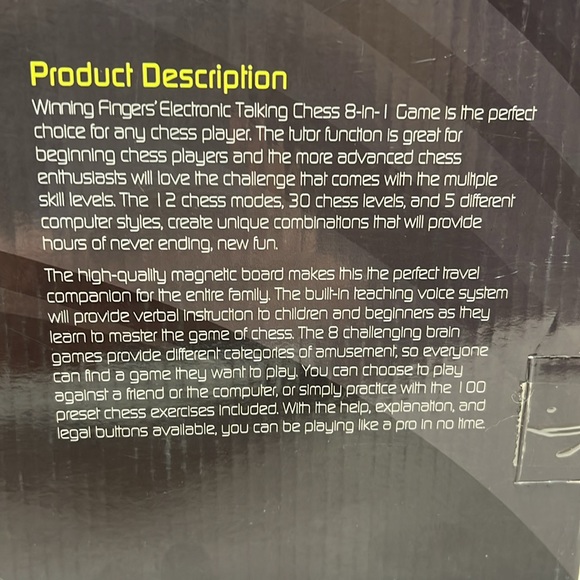 Product Description
Winning Fingers' Electronic Talking Chess 8-in-1 Game is the perfect
choice for any chess player. The tutor function is great for
beginning chess players and the more advanced chess
enthusiasts will love the challenge that comes with the multiple
skill levels. The 12 chess modes, 30 chess levels, and 5 different
computer styles, create unique combinations that will provide
hours of never ending, new fun.
The high-quality magnetic board makes this the perfect travel
companion for the entire family. The built-in teaching voice system
will provide verbal instruction to children and beginners as they
learn to master the game of chess. The 8 challenging brain
games provide different categories of amusement, so everyone
can find a game they want to play. You can choose to play
against a friend or the computer, or simply practice with the 100
preset chess exercises included. With the help, explanation, and
legal buttons available, you can be playing like a pro in no time.